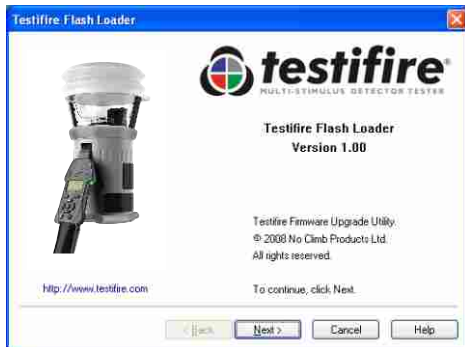 Testifire Flash Loader
testifire®
MULTI-STIMULUS DETECTOR TESTER
Testifire Flash Loader
Version 1.00
Testifire Firmware Upgrade Utility.
© 2008 No Climb Products Ltd.
All rights reserved.
http://www.testifire.com
To continue, click Next.
< Back Next > Cancel Help